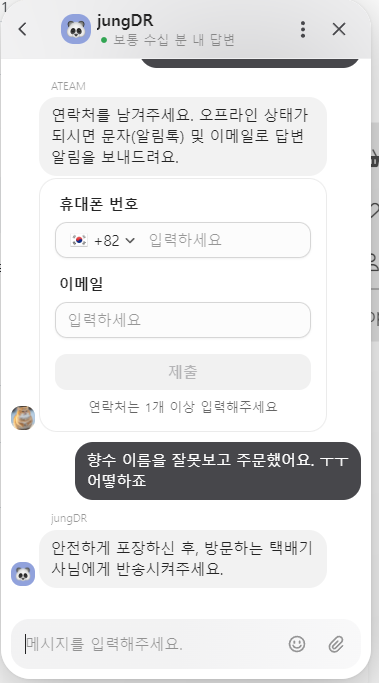 1
jungDR
보통 수십 분 내 답변
ATEAM
연락처를 남겨주세요. 오프라인 상태가
되시면 문자(알림톡) 및 이메일로 답변
알림을 보내드려요.
휴대폰 번호
+82 입력하세요
이메일
입력하세요
제출
연락처는 1개 이상 입력해주세요
향수 이름을 잘못보고 주문했어요. ㅜㅜ
어떻하죠
jungDR
안전하게 포장하신 후, 방문하는 택배기
사님에게 반송시켜주세요.
메시지를 입력해주세요.